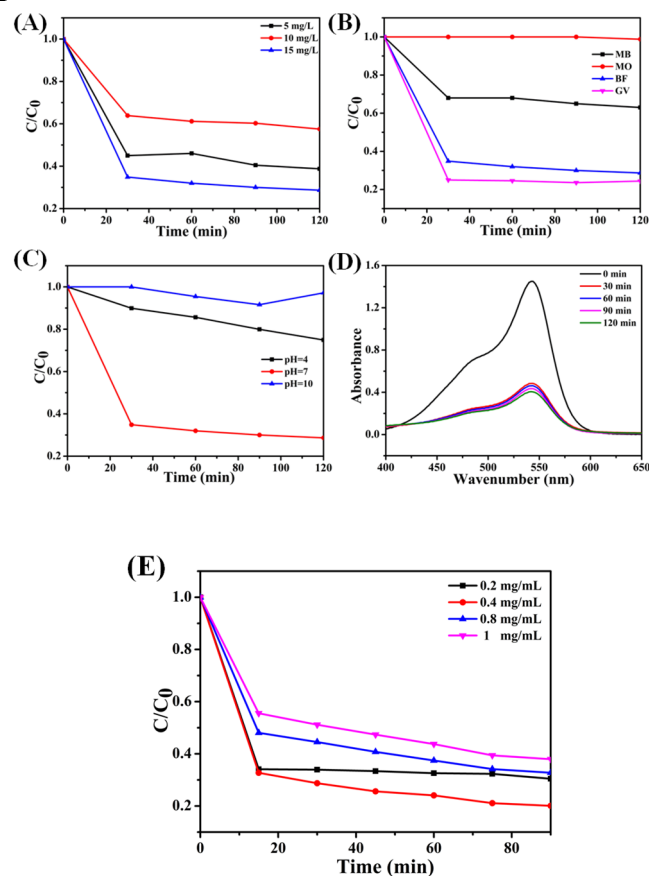 (A)
5 mg/L
10 mg/L
15 mg/L
C/C0
1.0
0.8
0.6
0.4
0.2
0 20 40 60 80 100 120
Time (min)
(B)
MB
MO
BF
GV
C/C0
1.0
0.8
0.6
0.4
0.2
0 20 40 60 80 100 120
Time (min)
(C)
pH=4
pH=7
pH=10
C/C0
1.0
0.8
0.6
0.4
0.2
0 20 40 60 80 100 120
Time (min)
(D)
0 min
30 min
60 min
90 min
120 min
Absorbance
1.6
1.2
0.8
0.4
0.0
400 450 500 550 600 650
Wavenumber (nm)
(E)
0.2 mg/mL
0.4 mg/mL
0.8 mg/mL
1 mg/mL
C/C0
1.0
0.8
0.6
0.4
0.2
0 20 40 60 80
Time (min)